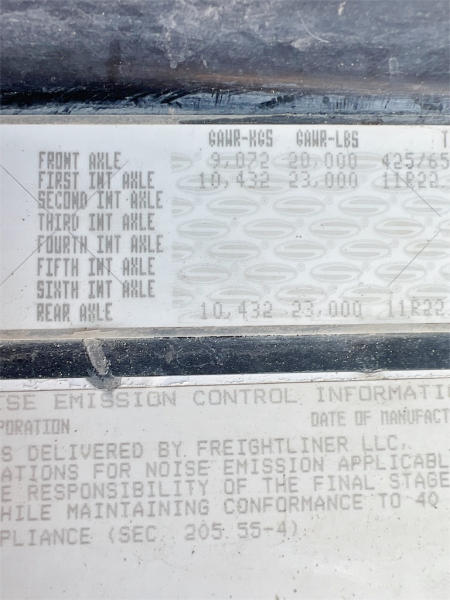 GAWR-KGS GAWR-LBS T
FRONT AXLE 9,072 20,000 425/65
FIRST INT AXLE 10,432 23,000 11R22.
SECOND INT AXLE
THIRD INT AXLE
FOURTH INT AXLE
FIFTH INT AXLE
SIXTH INT AXLE
REAR AXLE 10,432 23,000 11R22.
ISE EMISSION CONTROL INFORMATI
RPORATION DATE OF MANUFACT
S DELIVERED BY FREIGHTLINER LLC,
ATIONS FOR NOISE EMISSION APPLICABL
E RESPONSIBILITY OF THE FINAL STAGE
WHILE MAINTAINING CONFORMANCE TO 40
PLIANCE (SEC. 205.55-4)